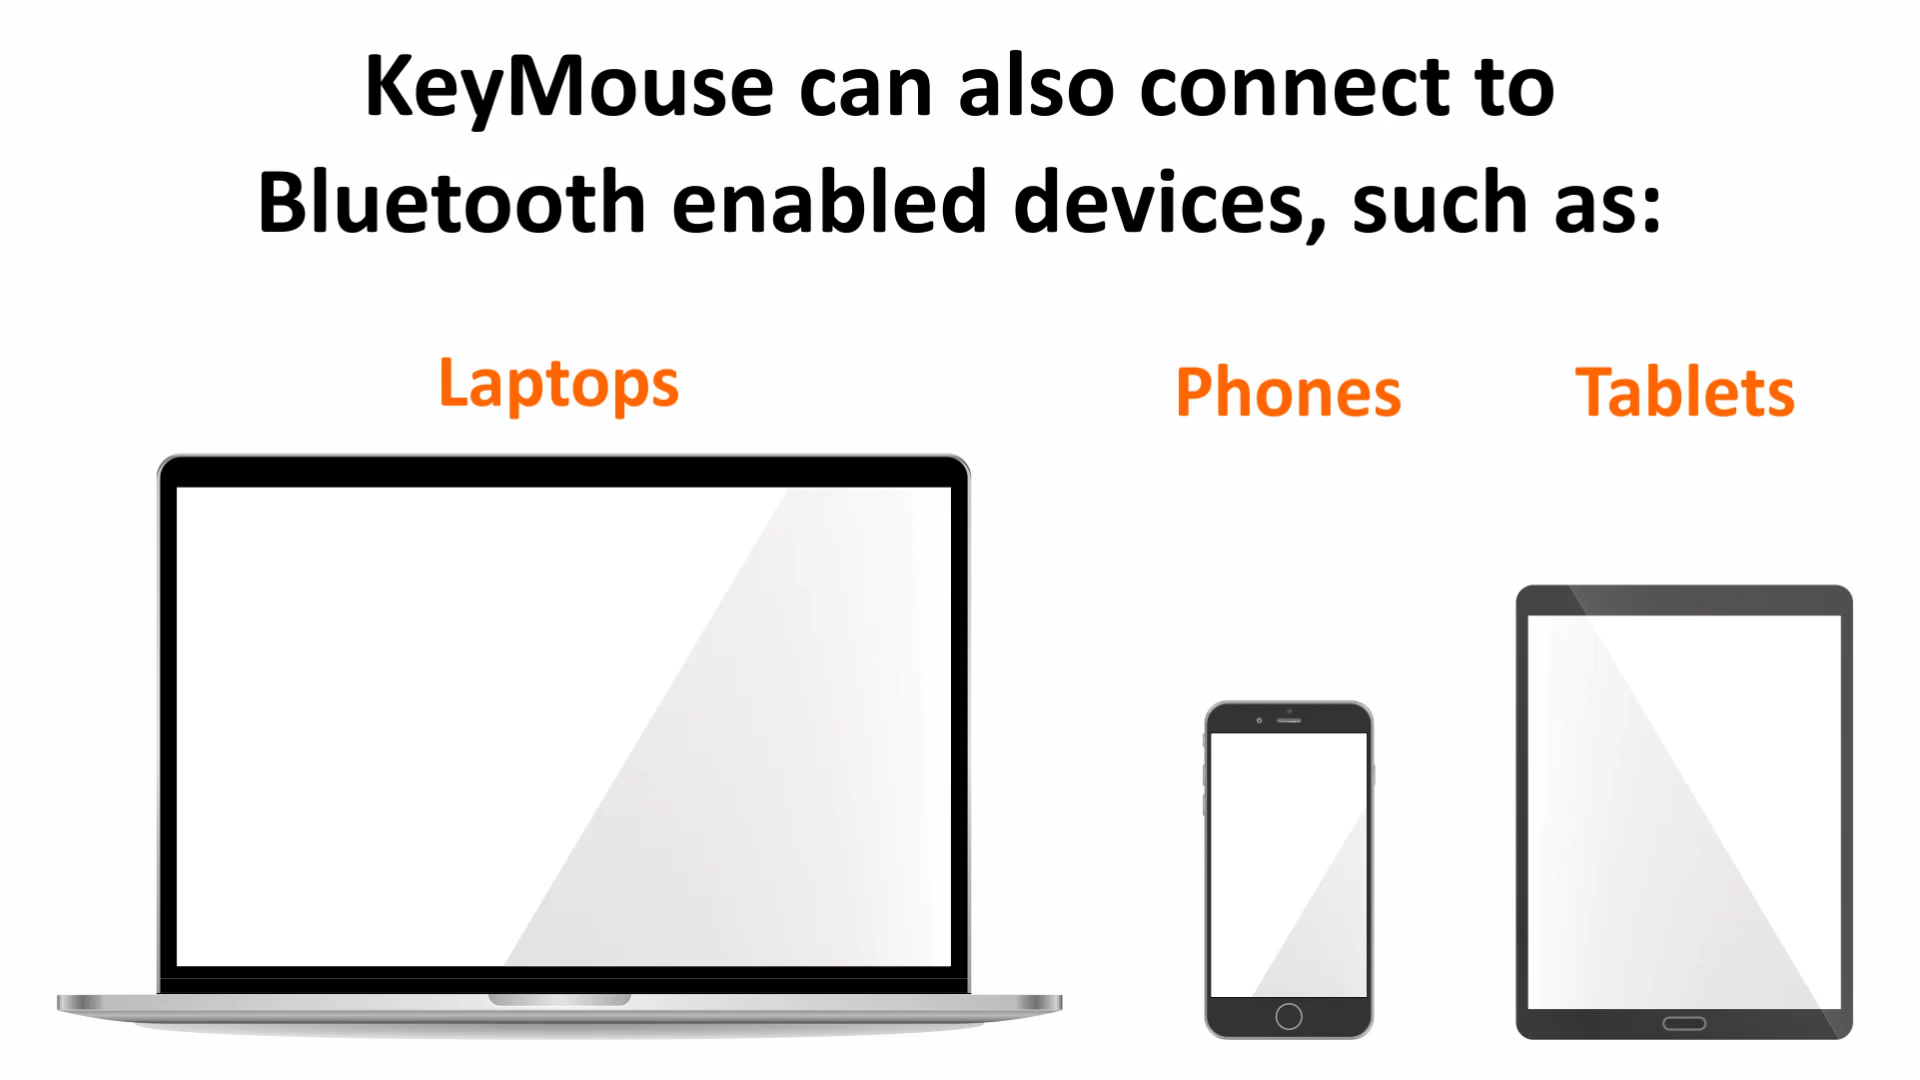 KeyMouse can also connect to
Bluetooth enabled devices, such as:
Laptops
Phones
Tablets